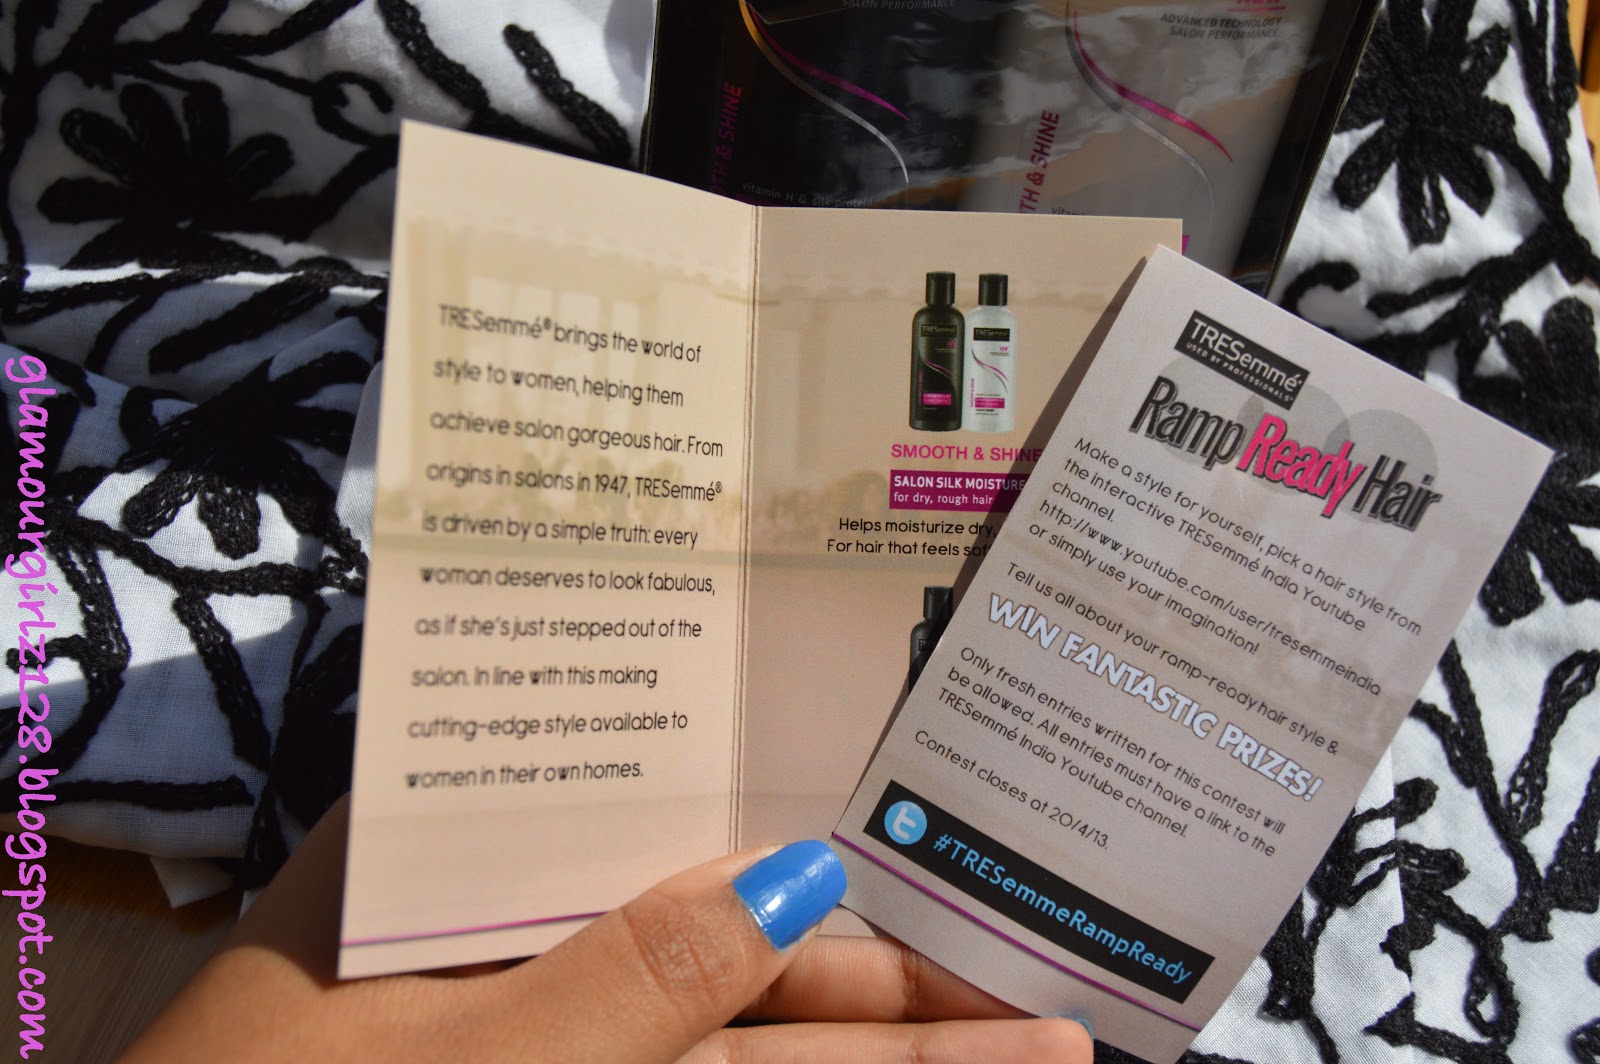 SALON PERFORMANCE
ADVANCED TECHNOLOGY
SALON PERFORMANCE
& SHINE
& SHINE
vitamin H & silk protein
TRESemmé® brings the world of
style to women, helping them
achieve salon gorgeous hair. From
origins in salons in 1947, TRESemmé®
is driven by a simple truth: every
woman deserves to look fabulous,
as if she's just stepped out of the
salon. In line with this making
cutting-edge style available to
women in their own homes.
TRESemmé
TRESemmé
SMOOTH & SHINE
SALON SILK MOISTURE
for dry, rough hair
Helps moisturize dry,
For hair that feels
TRESemmé
USED BY PROFESSIONALS
Ramp Ready Hair
Make a style for yourself, pick a hair style from
the interactive TRESemmé India Youtube
channel.
http://www.youtube.com/user/tresemmeindia
or simply use your imagination!
Tell us all about your ramp-ready hair style &
WIN FANTASTIC PRIZES!
Only fresh entries written for this contest will
be allowed. All entries must have a link to the
TRESemmé India Youtube channel.
Contest closes at 20/4/13.
#TRESemmeRampReady
glamourgirlz128.blogspot.com